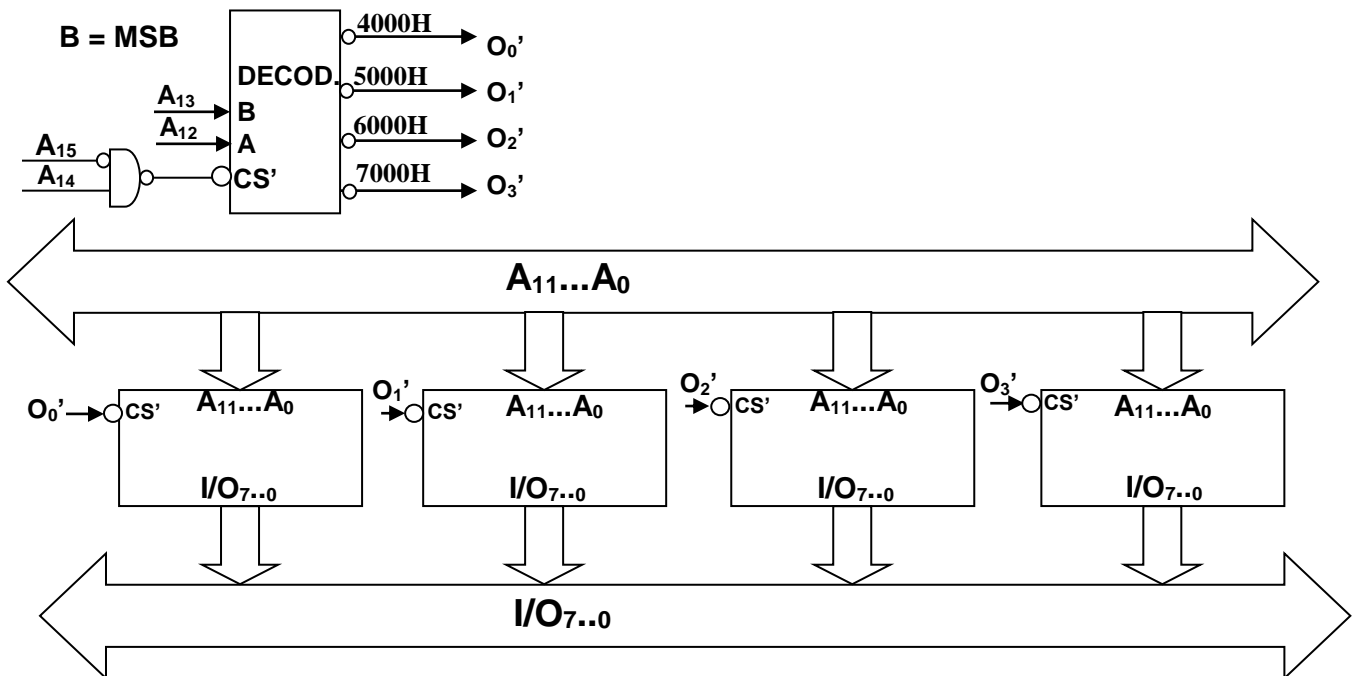 B = MSB
4000H
O₀’
DECOD.
5000H
O₁’
A₁₃
B
A₁₂
A
6000H
O₂’
A₁₅
A₁₄
CS’
7000H
O₃’
A₁₁...A₀
O₀’
CS’
A₁₁...A₀
I/O₇..₀
O₁’
CS’
A₁₁...A₀
I/O₇..₀
O₂’
CS’
A₁₁...A₀
I/O₇..₀
O₃’
CS’
A₁₁...A₀
I/O₇..₀
I/O₇..₀